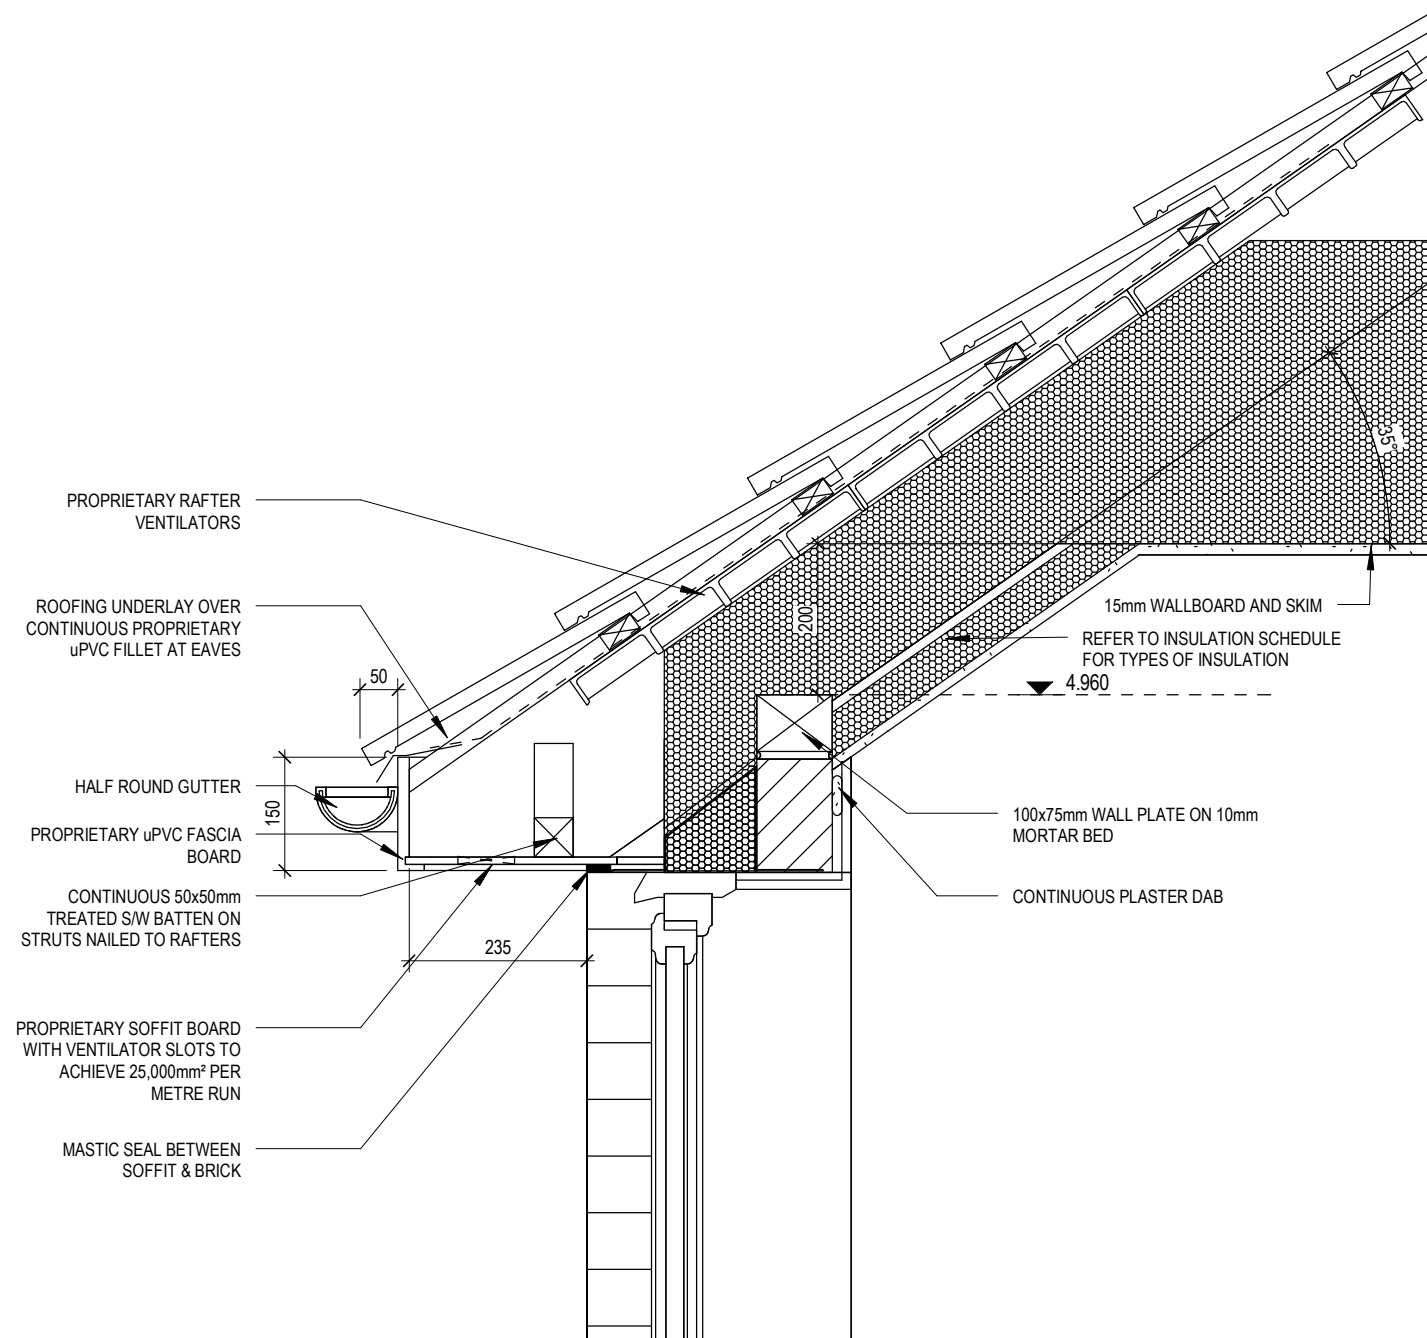 PROPRIETARY RAFTER
VENTILATORS
ROOFING UNDERLAY OVER
CONTINUOUS PROPRIETARY
uPVC FILLET AT EAVES
50
HALF ROUND GUTTER
150
PROPRIETARY uPVC FASCIA
BOARD
CONTINUOUS 50x50mm
TREATED S/W BATTEN ON
STRUTS NAILED TO RAFTERS
235
PROPRIETARY SOFFIT BOARD
WITH VENTILATOR SLOTS TO
ACHIEVE 25,000mm² PER
METRE RUN
MASTIC SEAL BETWEEN
SOFFIT & BRICK
35°
200
15mm WALLBOARD AND SKIM
REFER TO INSULATION SCHEDULE
FOR TYPES OF INSULATION
4.960
100x75mm WALL PLATE ON 10mm
MORTAR BED
CONTINUOUS PLASTER DAB